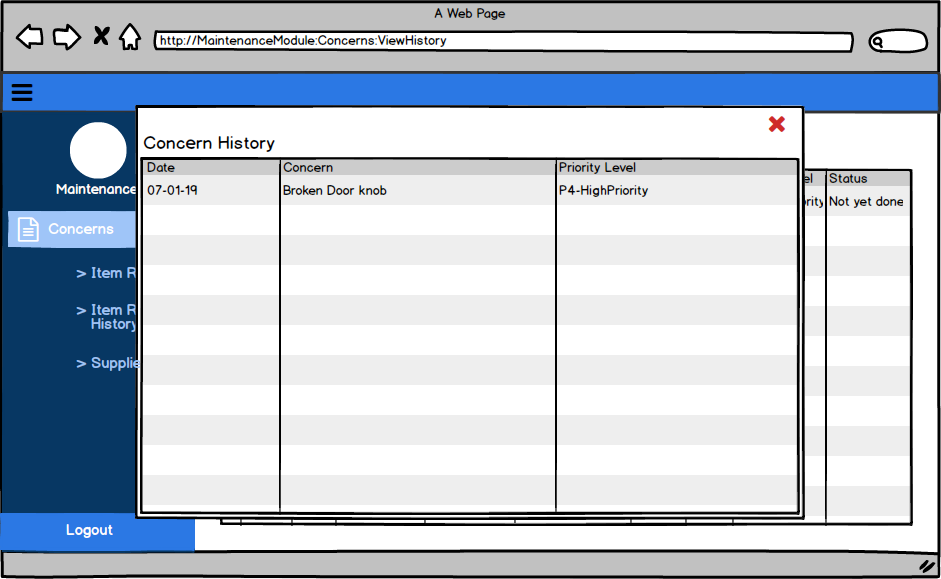 A Web Page
http://MaintenanceModule:Concerns:ViewHistory
Concern History
Date Concern Priority Level
07-01-19 Broken Door knob P4-HighPriority
Maintenance
Concerns
> Item R
> Item R
History
> Supplie
Logout
el Status
ority Not yet done